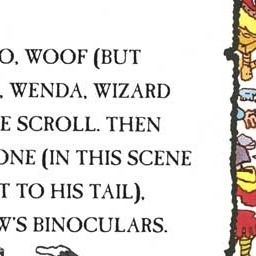 O, WOOF (BUT
, WENDA, WIZARD
E SCROLL. THEN
ONE (IN THIS SCENE
T TO HIS TAIL),
W'S BINOCULARS.